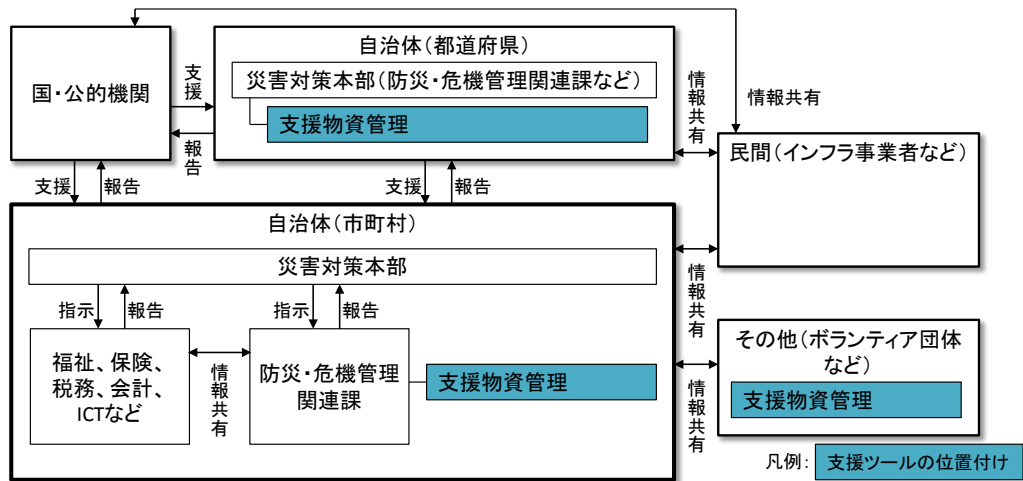 国・公的機関
支援
報告
自治体（都道府県）
災害対策本部（防災・危機管理関連課など）
支援物資管理
情報共有
情報共有
民間（インフラ事業者など）
支援
報告
支援
報告
自治体（市町村）
災害対策本部
指示
報告
指示
報告
福祉、保険、
税務、会計、
ICTなど
情報共有
防災・危機管理
関連課
支援物資管理
情報共有
情報共有
その他（ボランティア団体
など）
支援物資管理
凡例：
支援ツールの位置付け